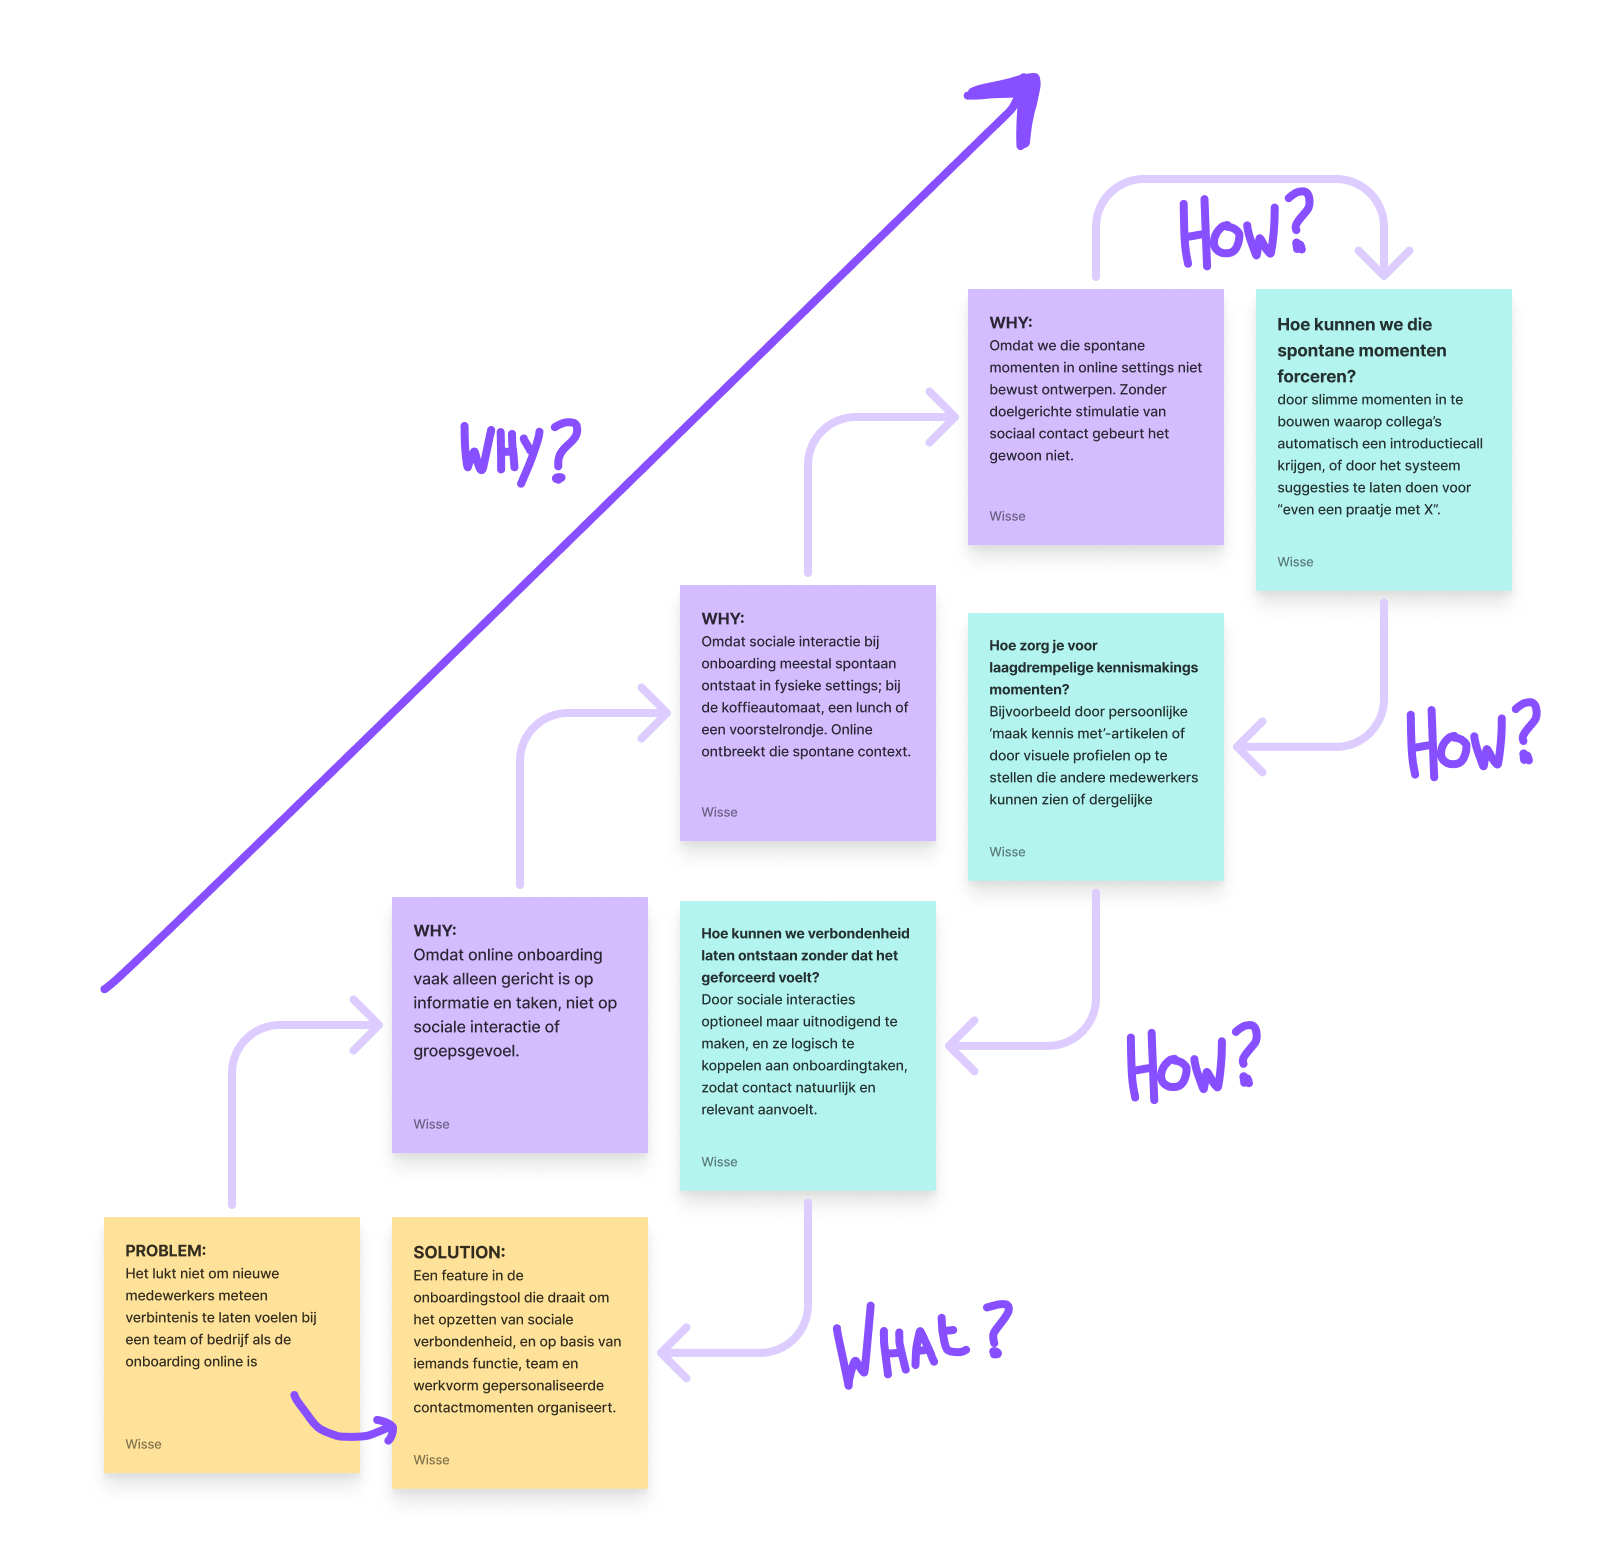 HOW?
WHY:
Omdat we die spontane
momenten in online settings niet
bewust ontwerpen. Zonder
doelgerichte stimulatie van
sociaal contact gebeurt het
gewoon niet.
Wisse
Hoe kunnen we die
spontane momenten
forceren?
door slimme momenten in te
bouwen waarop collega’s
automatisch een introductiecall
krijgen, of door het systeem
suggesties te laten doen voor
“even een praatje met X”.
Wisse
WHY?
WHY:
Omdat sociale interactie bij
onboarding meestal spontaan
ontstaat in fysieke settings; bij
de koffieautomaat, een lunch of
een voorstelrondje. Online
ontbreekt die spontane context.
Wisse
Hoe zorg je voor
laagdrempelige kennismakings
momenten?
Bijvoorbeeld door persoonlijke
‘maak kennis met’-artikelen of
door visuele profielen op te
stellen die andere medewerkers
kunnen zien of dergelijke
Wisse
HOW?
WHY:
Omdat online onboarding
vaak alleen gericht is op
informatie en taken, niet op
sociale interactie of
groepsgevoel.
Wisse
Hoe kunnen we verbondenheid
laten ontstaan zonder dat het
geforceerd voelt?
Door sociale interacties
optioneel maar uitnodigend te
maken, en ze logisch te
koppelen aan onboardingtaken,
zodat contact natuurlijk en
relevant aanvoelt.
Wisse
HOW?
PROBLEM:
Het lukt niet om nieuwe
medewerkers meteen
verbintenis te laten voelen bij
een team of bedrijf als de
onboarding online is
Wisse
SOLUTION:
Een feature in de
onboardingstool die draait om
het opzetten van sociale
verbondenheid, en op basis van
iemands functie, team en
werkvorm gepersonaliseerde
contactmomenten organiseert.
Wisse
WHAt?